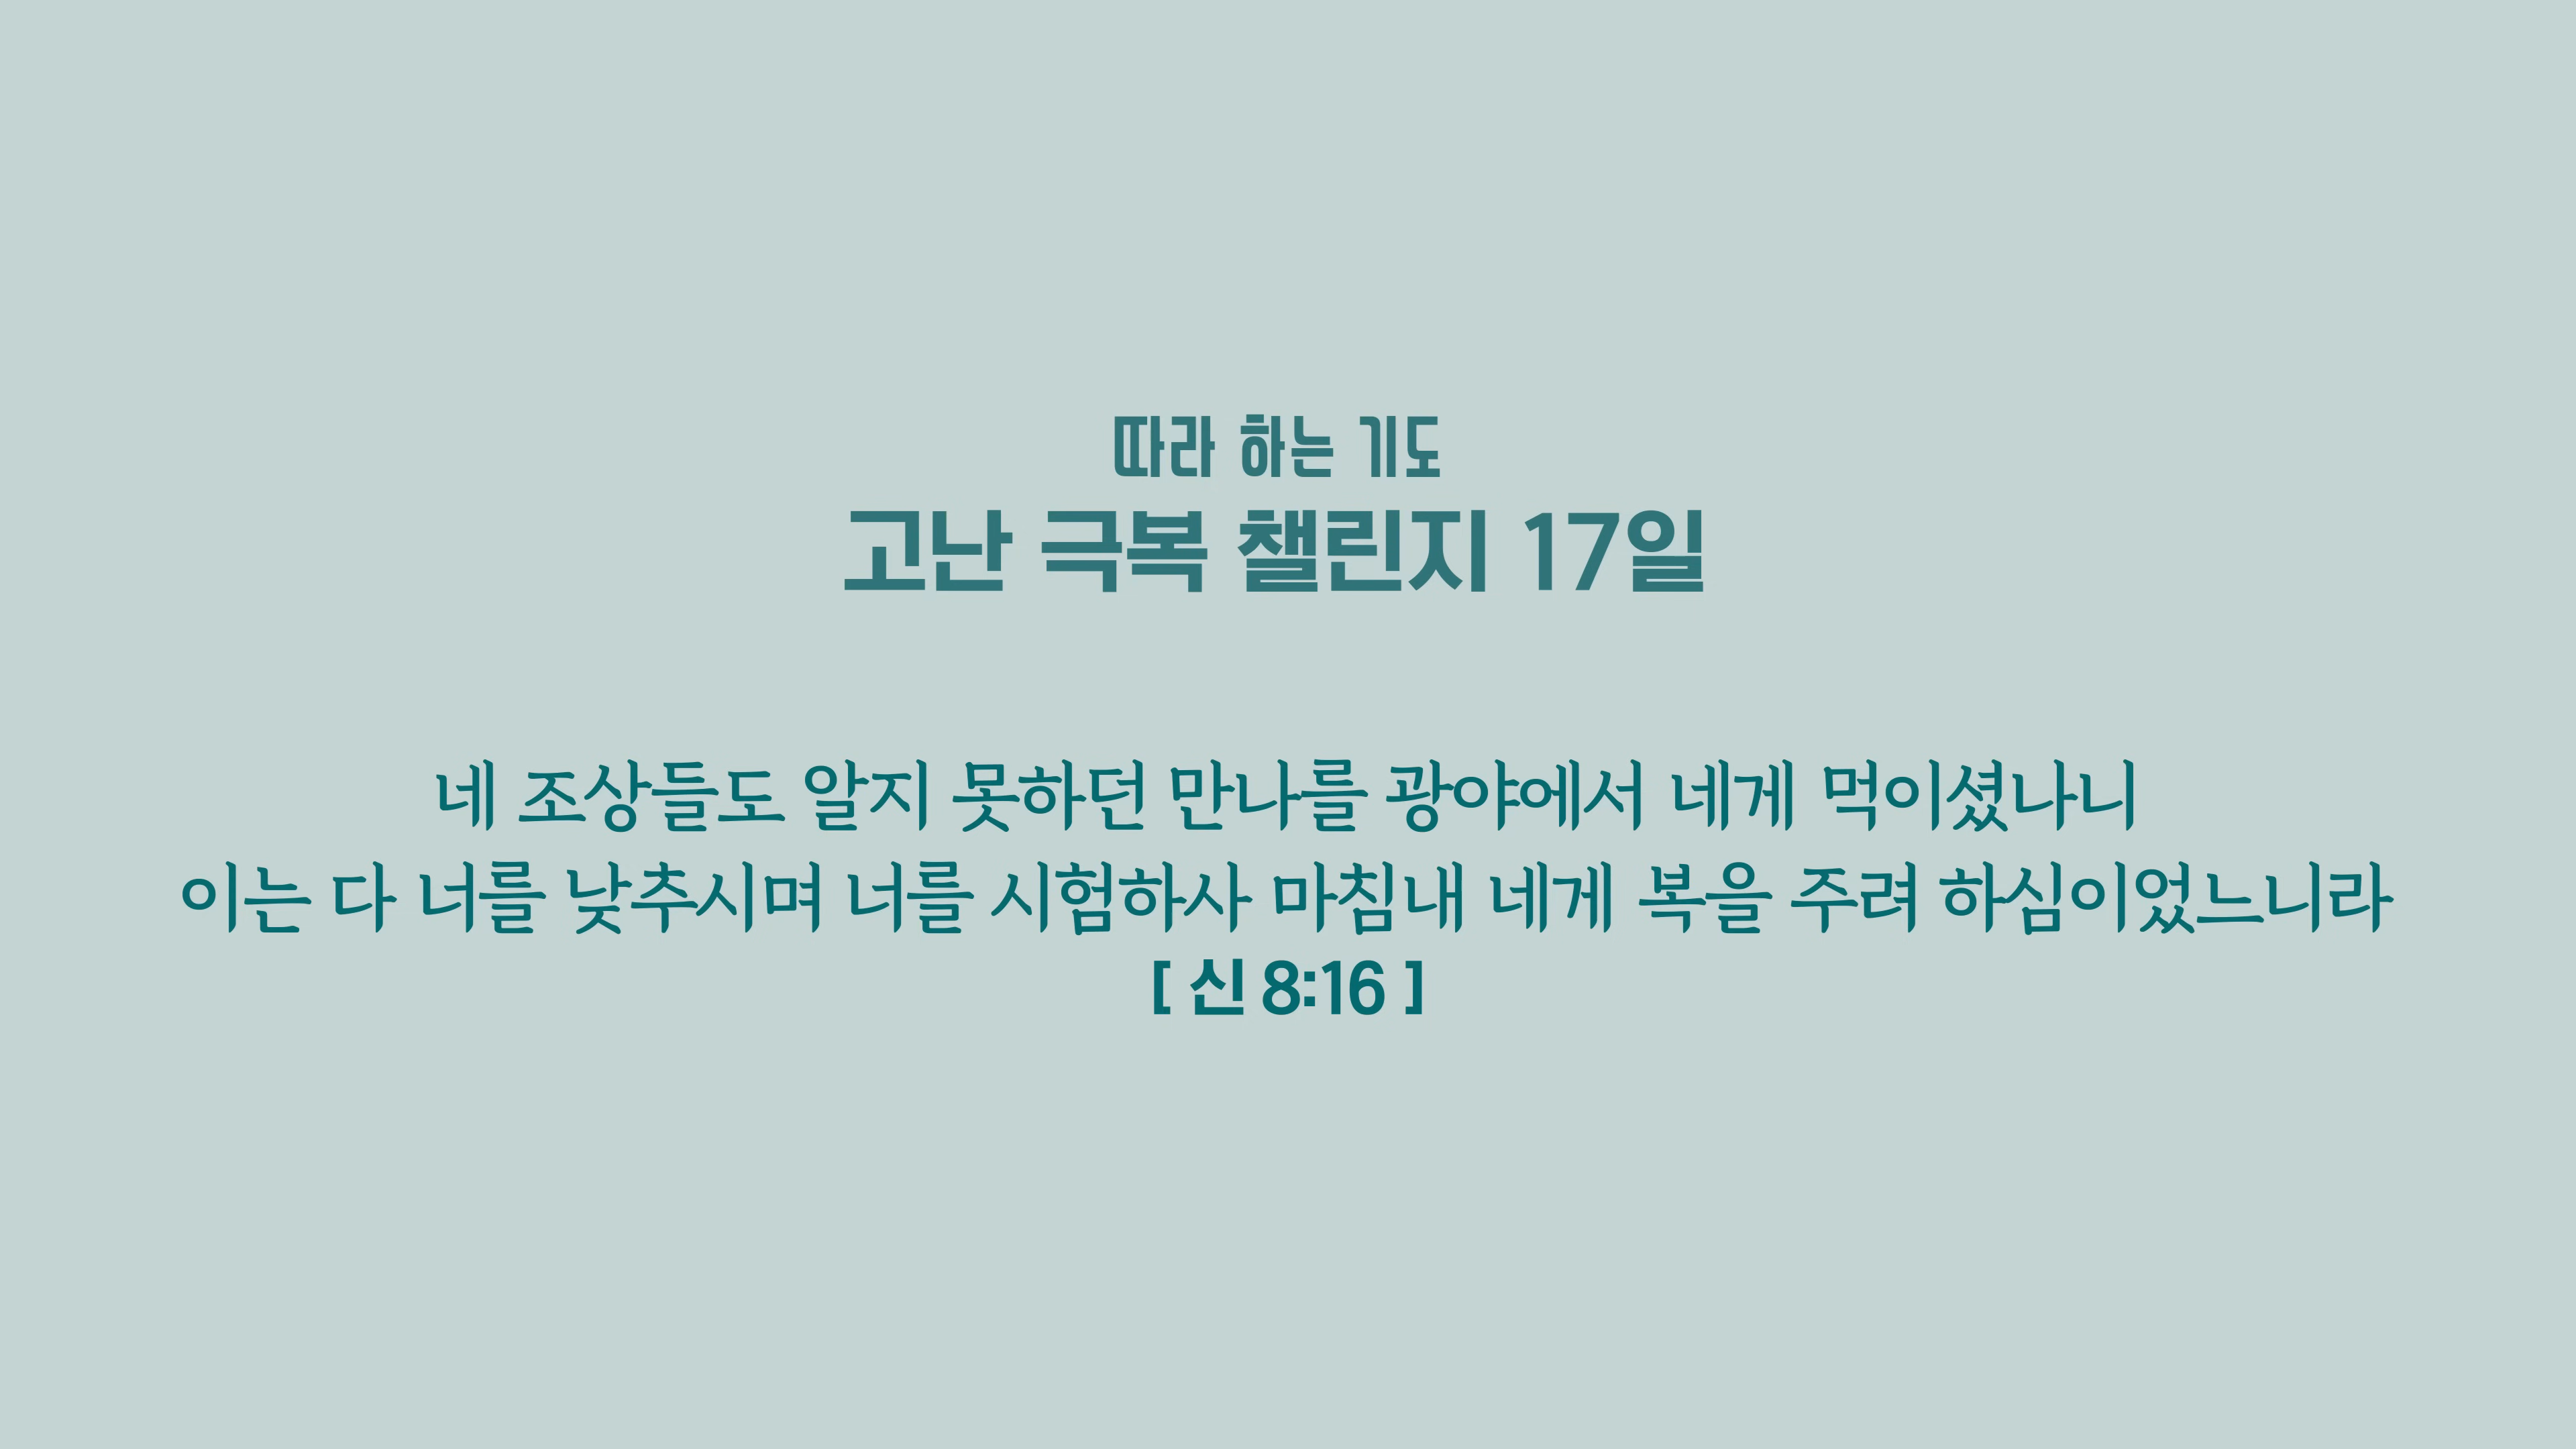 따라 하는 기도
고난 극복 챌린지 17일
네 조상들도 알지 못하던 만나를 광야에서 네게 먹이셨나니
이는 다 너를 낮추시며 너를 시험하사 마침내 네게 복을 주려 하심이었느니라
[ 신 8:16 ]